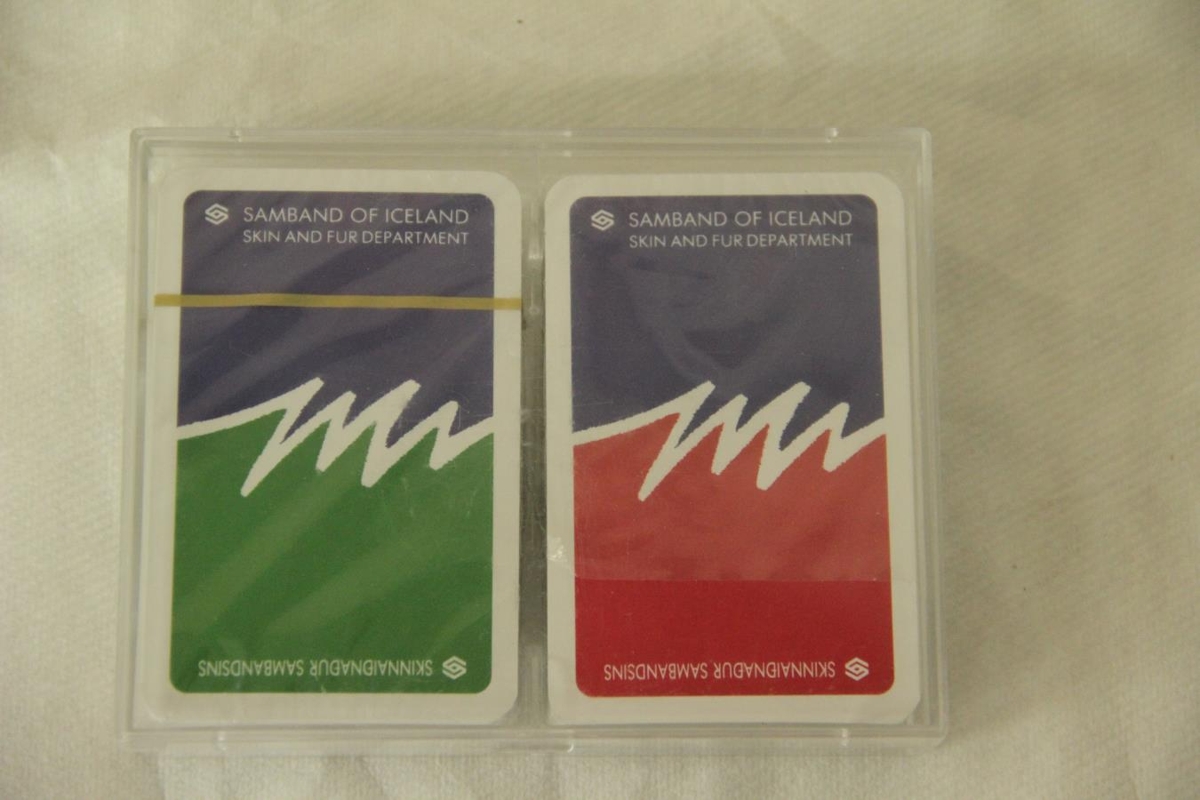 SAMBAND OF ICELAND
SKIN AND FUR DEPARTMENT
SKINNAIÐNAÐUR SAMBANDSINS
SAMBAND OF ICELAND
SKIN AND FUR DEPARTMENT
SKINNAIÐNAÐUR SAMBANDSINS